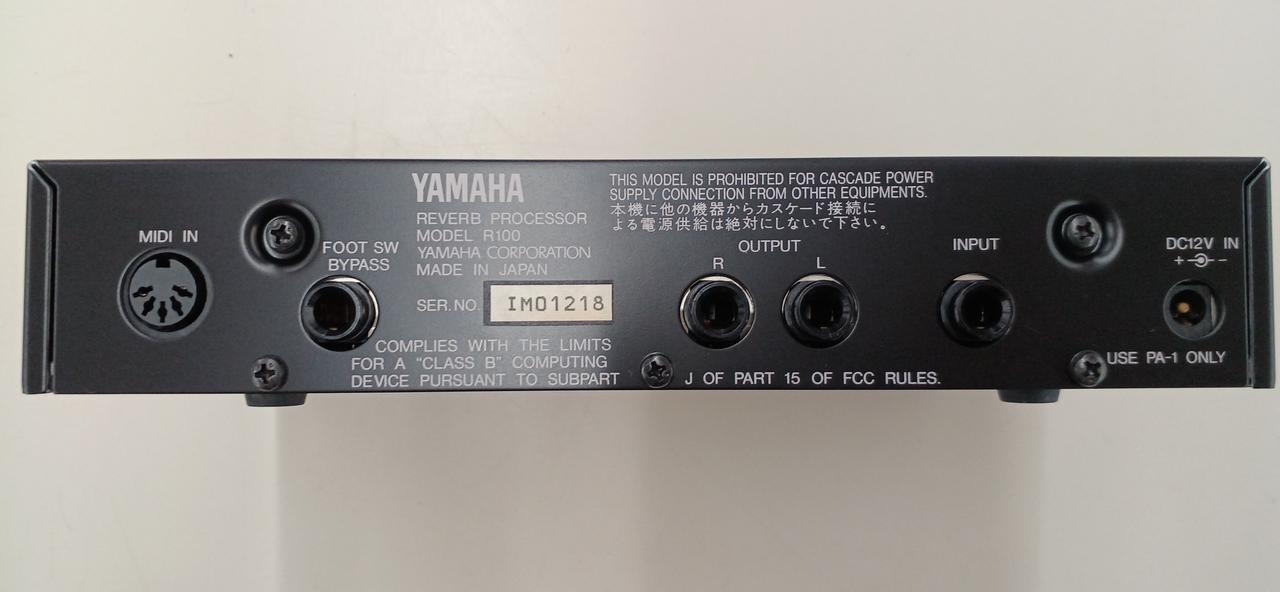 YAMAHA
REVERB PROCESSOR
MODEL R100
YAMAHA CORPORATION
MADE IN JAPAN
SER. NO. IM01218
THIS MODEL IS PROHIBITED FOR CASCADE POWER
SUPPLY CONNECTION FROM OTHER EQUIPMENTS.
本機に他の機器からカスケード接続に
よる電源供給は絶対にしないで下さい。
MIDI IN
FOOT SW
BYPASS
OUTPUT
R L
INPUT
DC12V IN
+ -
USE PA-1 ONLY
COMPLIES WITH THE LIMITS
FOR A "CLASS B" COMPUTING
DEVICE PURSUANT TO SUBPART J OF PART 15 OF FCC RULES.